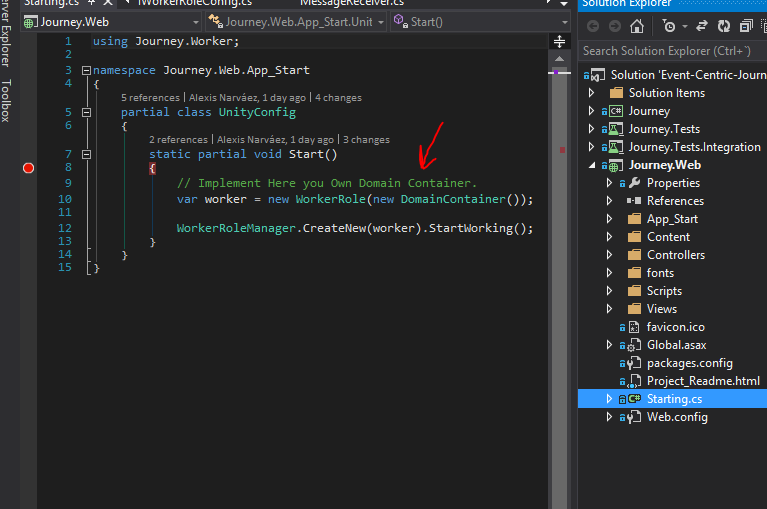 Starting.cs
IWorkerRoleConfig.cs
MessageReceiver.cs
Solution Explorer
Server Explorer
Toolbox
Journey.Web
Journey.Web.App_Start.Unit
Start()
Search Solution Explorer (Ctrl+¨)
1 using Journey.Worker;
2
3 namespace Journey.Web.App_Start
4 {
5 references | Alexis Narváez, 1 day ago | 4 changes
5 partial class UnityConfig
6 {
2 references | Alexis Narváez, 1 day ago | 3 changes
7 static partial void Start()
8 {
9 // Implement Here you Own Domain Container.
10 var worker = new WorkerRole(new DomainContainer());
11
12 WorkerRoleManager.CreateNew(worker).StartWorking();
13 }
14 }
15 }
Solution 'Event-Centric-Journ
Solution Items
Journey
Journey.Tests
Journey.Tests.Integration
Journey.Web
Properties
References
App_Start
Content
Controllers
fonts
Scripts
Views
favicon.ico
Global.asax
packages.config
Project_Readme.html
Starting.cs
Web.config